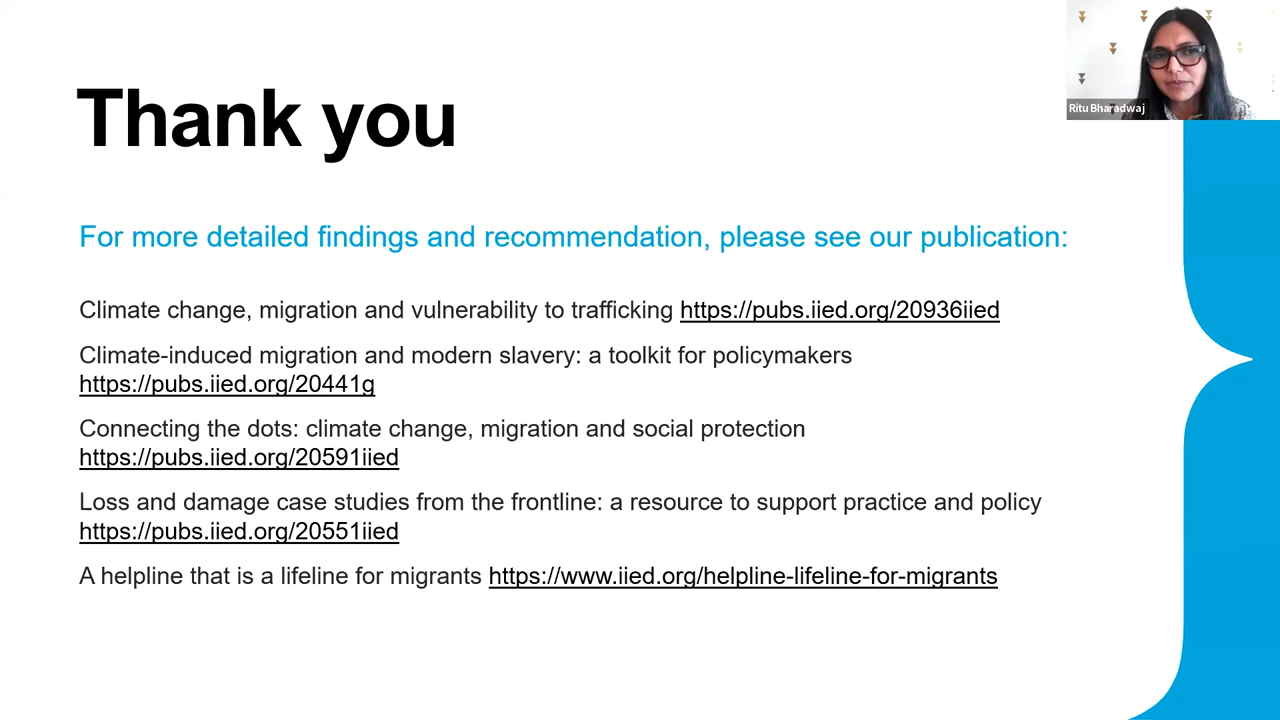 Thank you
Ritu Bharadwaj
For more detailed findings and recommendation, please see our publication:
Climate change, migration and vulnerability to trafficking https://pubs.iied.org/20936iied
Climate-induced migration and modern slavery: a toolkit for policymakers
https://pubs.iied.org/20441g
Connecting the dots: climate change, migration and social protection
https://pubs.iied.org/20591iied
Loss and damage case studies from the frontline: a resource to support practice and policy
https://pubs.iied.org/20551iied
A helpline that is a lifeline for migrants https://www.iied.org/helpline-lifeline-for-migrants